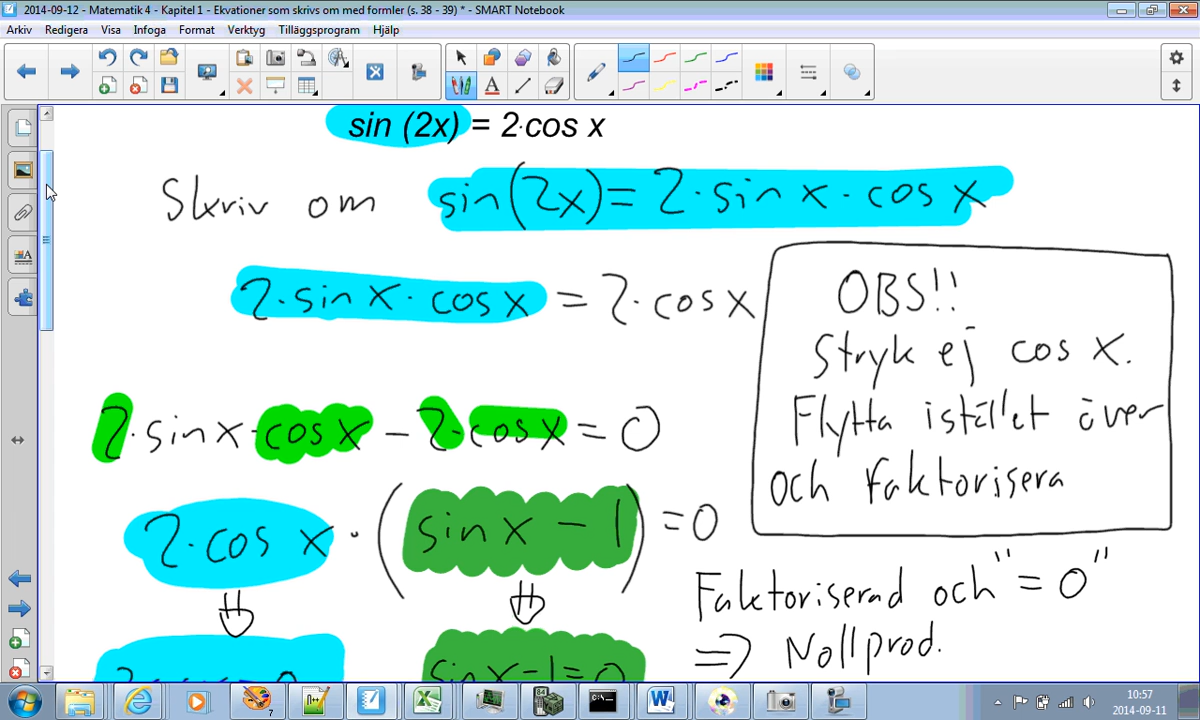 2014-09-12 - Matematik 4 - Kapitel 1 - Ekvationer som skrivs om med formler (s. 38 - 39) * - SMART Notebook
Arkiv Redigera Visa Infoga Format Verktyg Tilläggsprogram Hjälp
sin (2x) = 2·cos x
Skriv om sin(2x) = 2·sin x·cos x
2·sin x·cos x = 2·cos x
OBS!!
Stryk ej cos x.
Flytta istället över
och faktorisera
2·sin x·cos x - 2·cos x = 0
2·cos x · (sin x - 1) = 0
Faktoriserad och "= 0"
=> Nollprod.
sin x - 1 = 0
10:57
2014-09-11